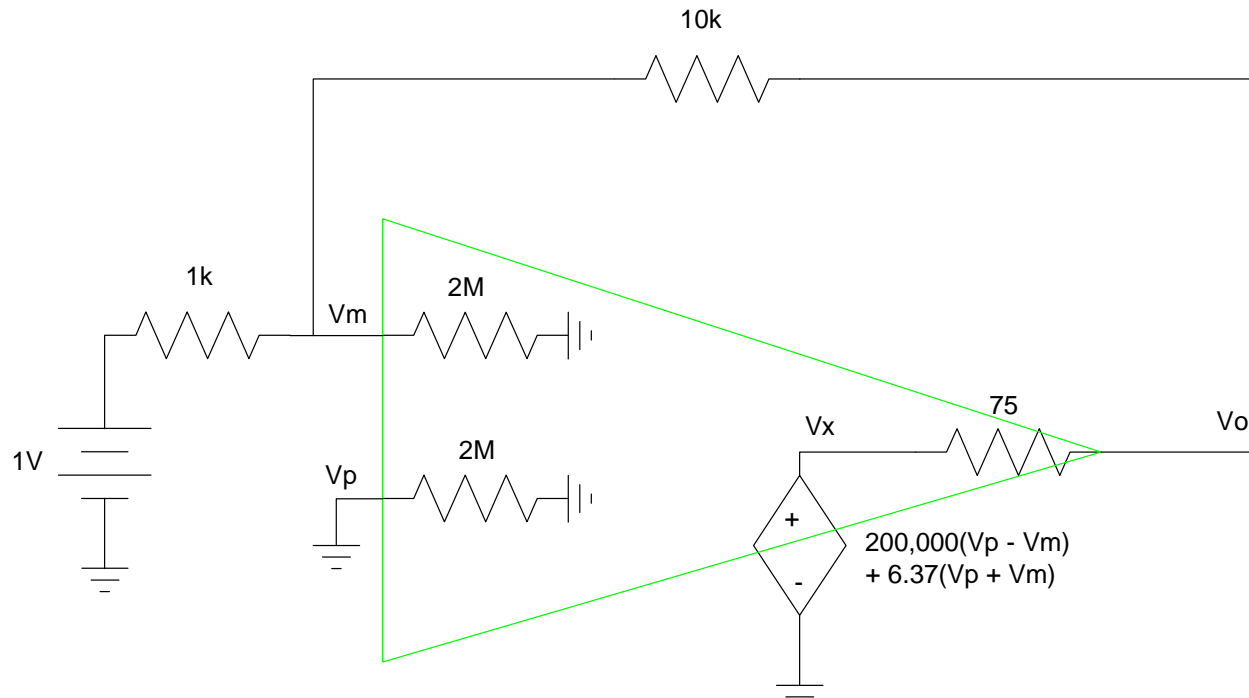 10k
1k
Vm
2M
1V
Vp
2M
Vx
75
Vo
+
-
200,000(Vp - Vm)
+ 6.37(Vp + Vm)